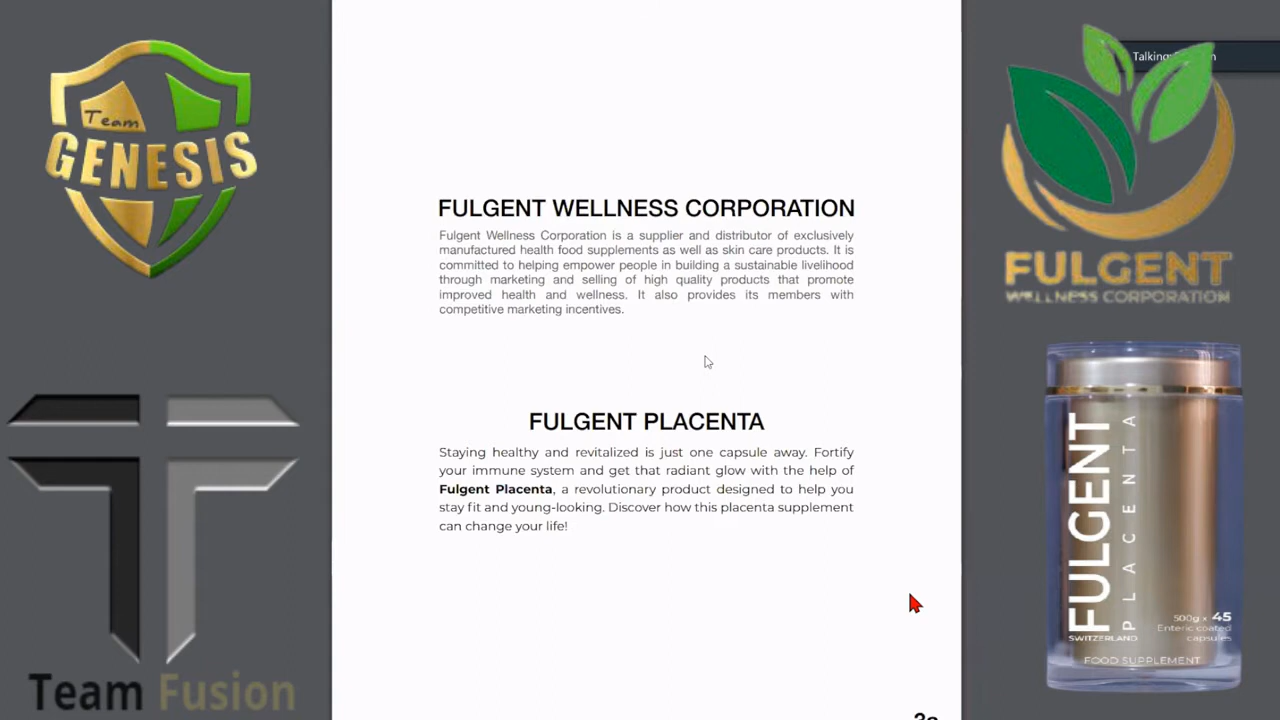 Team
GENESIS
Team Fusion
FULGENT WELLNESS CORPORATION
Fulgent Wellness Corporation is a supplier and distributor of exclusively
manufactured health food supplements as well as skin care products. It is
committed to helping empower people in building a sustainable livelihood
through marketing and selling of high quality products that promote
improved health and wellness. It also provides its members with
competitive marketing incentives.
FULGENT PLACENTA
Staying healthy and revitalized is just one capsule away. Fortify
your immune system and get that radiant glow with the help of
Fulgent Placenta, a revolutionary product designed to help you
stay fit and young-looking. Discover how this placenta supplement
can change your life!
Talking:
FULGENT
WELLNESS CORPORATION
FULGENT
PLACENTA
SWITZERLAND
500g x 45
Enteric coated
capsules
FOOD SUPPLEMENT